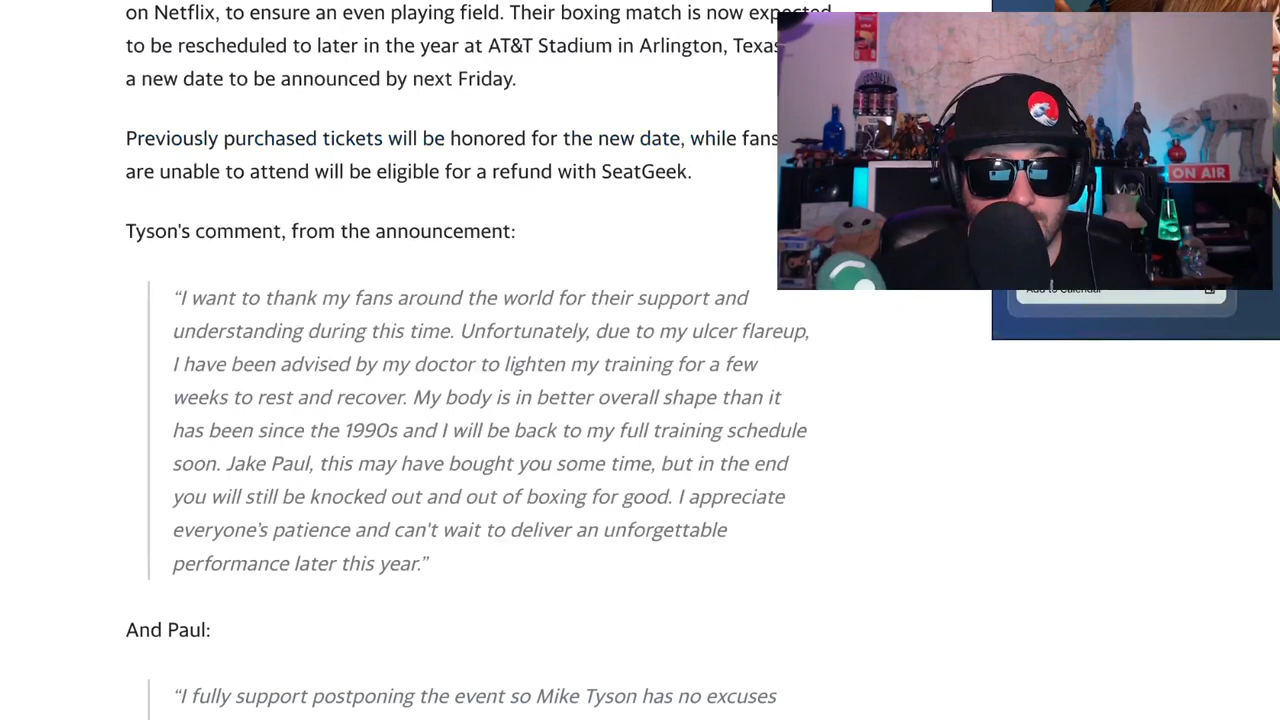 on Netflix, to ensure an even playing field. Their boxing match is now expected
to be rescheduled to later in the year at AT&T Stadium in Arlington, Texas
a new date to be announced by next Friday.
Previously purchased tickets will be honored for the new date, while fans
are unable to attend will be eligible for a refund with SeatGeek.
Tyson's comment, from the announcement:
“I want to thank my fans around the world for their support and
understanding during this time. Unfortunately, due to my ulcer flareup,
I have been advised by my doctor to lighten my training for a few
weeks to rest and recover. My body is in better overall shape than it
has been since the 1990s and I will be back to my full training schedule
soon. Jake Paul, this may have bought you some time, but in the end
you will still be knocked out and out of boxing for good. I appreciate
everyone’s patience and can't wait to deliver an unforgettable
performance later this year.”
And Paul:
“I fully support postponing the event so Mike Tyson has no excuses
ON AIR
Add to Calendar